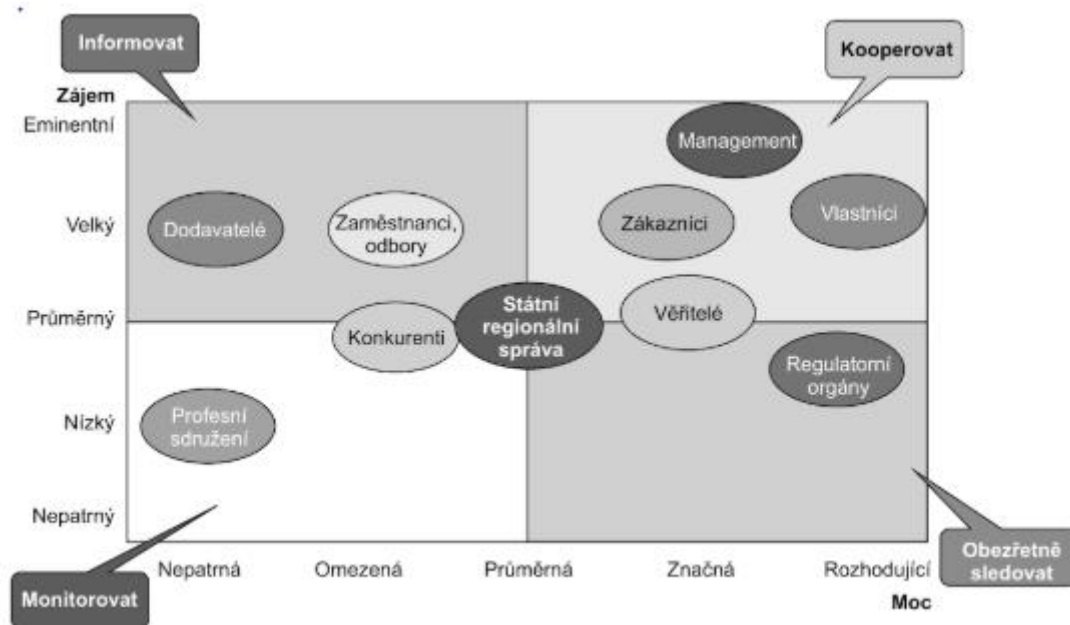 Informovat
Kooperovat
Zájem
Eminentní
Management
Velký
Dodavatelé
Zaměstnanci,
odbory
Zákazníci
Vlastníci
Průměrný
Konkurenti
Státní
regionální
správa
Věřitelé
Regulatorní
orgány
Nízký
Profesní
sdružení
Nepatrný
Nepatrná
Omezená
Průměrná
Značná
Rozhodující
Moc
Monitorovat
Obezřetně
sledovat